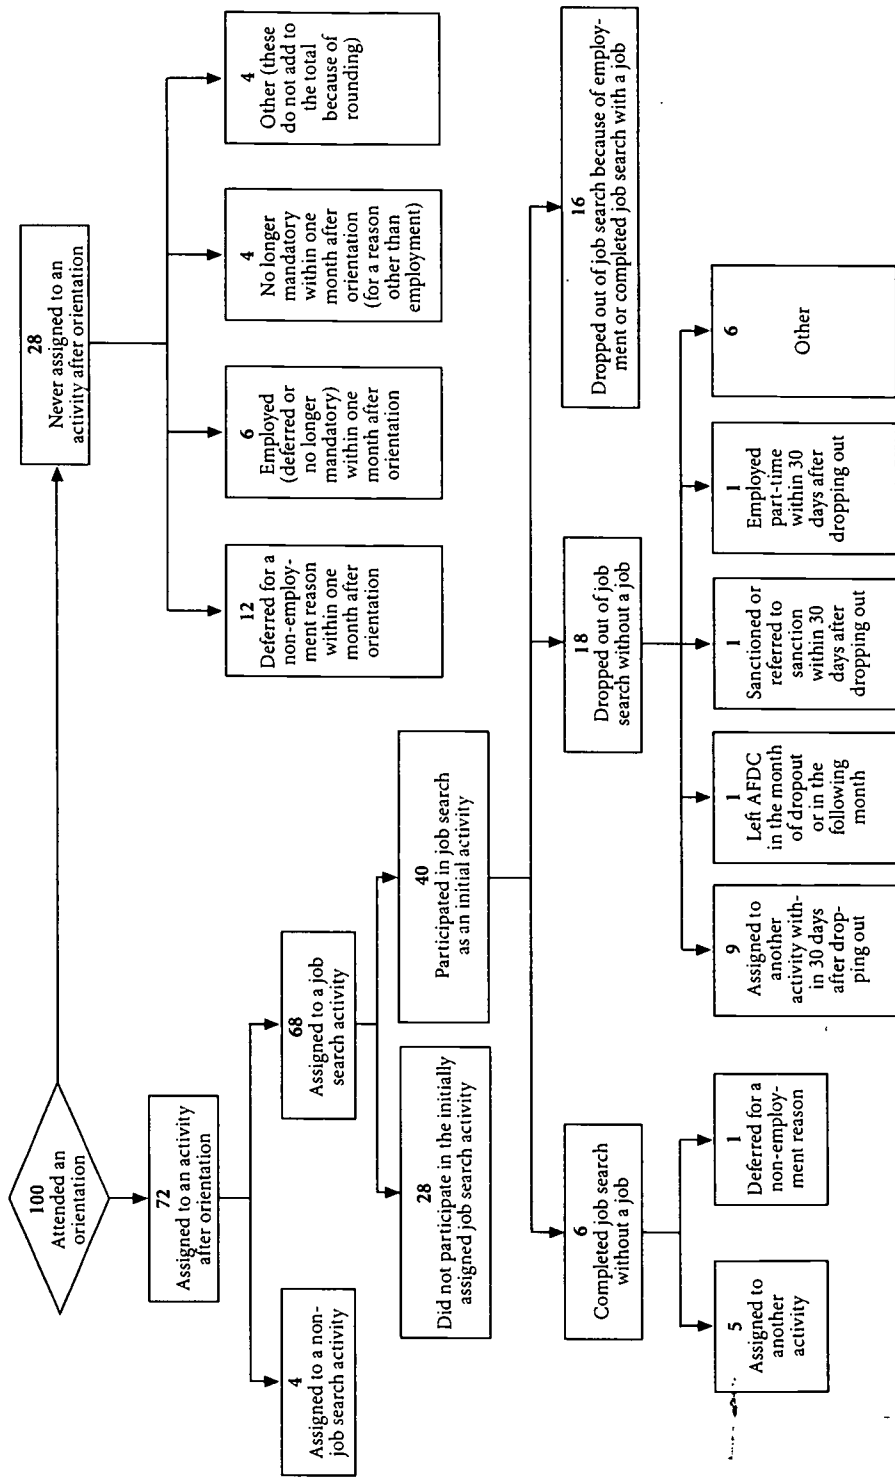 100
Attended an
orientation
28
Never assigned to an
activity after orientation
72
Assigned to an activity
after orientation
12
Deferred for a
non-employ-
ment reason
within one
month after
orientation
6
Employed
(deferred or
no longer
mandatory)
within one
month after
orientation
4
No longer
mandatory
within one
month after
orientation
(for a reason
other than
employment)
4
Other (these
do not add to
the total
because of
rounding)
4
Assigned to a non-
job search activity
68
Assigned to a job
search activity
28
Did not participate in the initially
assigned job search activity
40
Participated in job search
as an initial activity
6
Completed job search
without a job
18
Dropped out of job
search without a job
16
Dropped out of job search because of employ-
ment or completed job search with a job
5
Assigned to
another
activity
1
Deferred for a
non-employ-
ment reason
9
Assigned to
another
activity with-
in 30 days
after drop-
ping out
1
Left AFDC
in the month
of dropout
or in the
following
month
1
Sanctioned or
referred to
sanction
within 30
days after
dropping out
1
Employed
part-time
within 30
days after
dropping out
6
Other